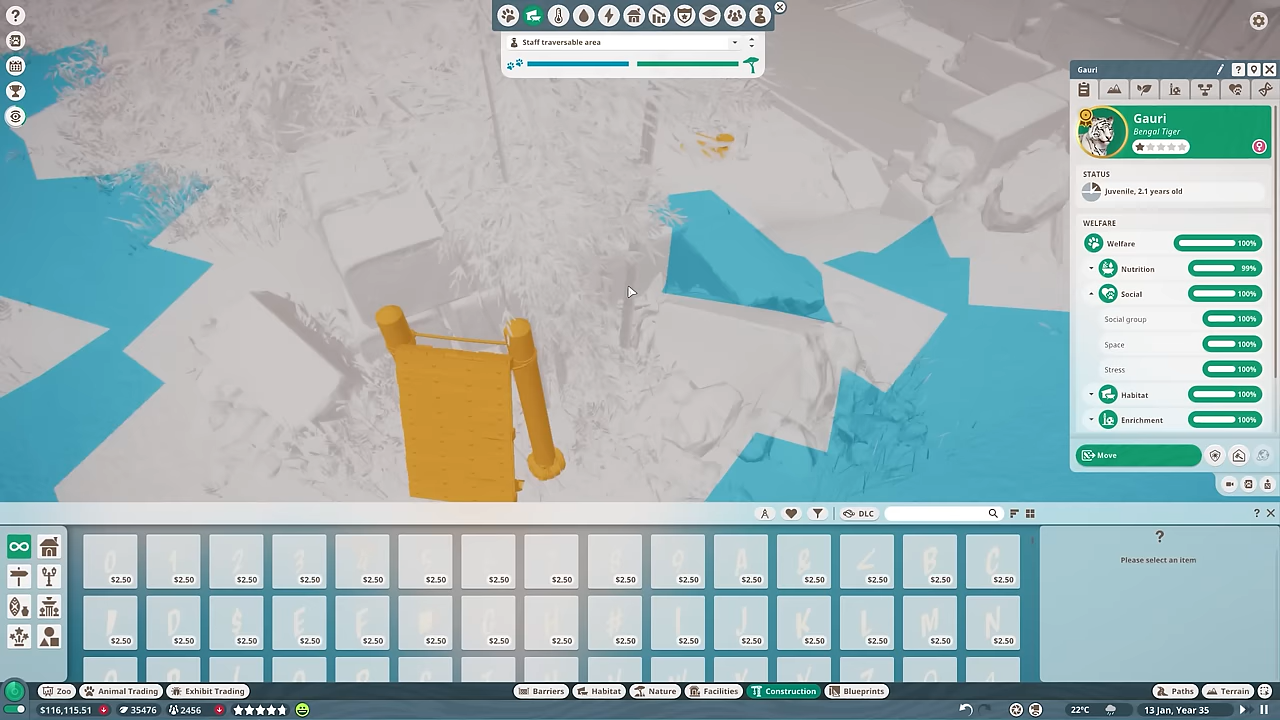 Staff traversable area
Gauri
Gauri
Bengal Tiger
STATUS
Juvenile, 2.1 years old
WELFARE
Welfare 100%
Nutrition 99%
Social 100%
Social group 100%
Space 100%
Stress 100%
Habitat 100%
Enrichment 100%
Move
DLC
Please select an item
$2.50 $2.50 $2.50 $2.50 $2.50 $2.50 $2.50 $2.50 $2.50 $2.50 $2.50 $2.50 $2.50 $2.50 $2.50
$2.50 $2.50 $2.50 $2.50 $2.50 $2.50 $2.50 $2.50 $2.50 $2.50 $2.50 $2.50 $2.50 $2.50 $2.50
Zoo Animal Trading Exhibit Trading Barriers Habitat Nature Facilities Construction Blueprints Paths Terrain
$116,115.51 35476 2456 22°C 13 Jan, Year 35